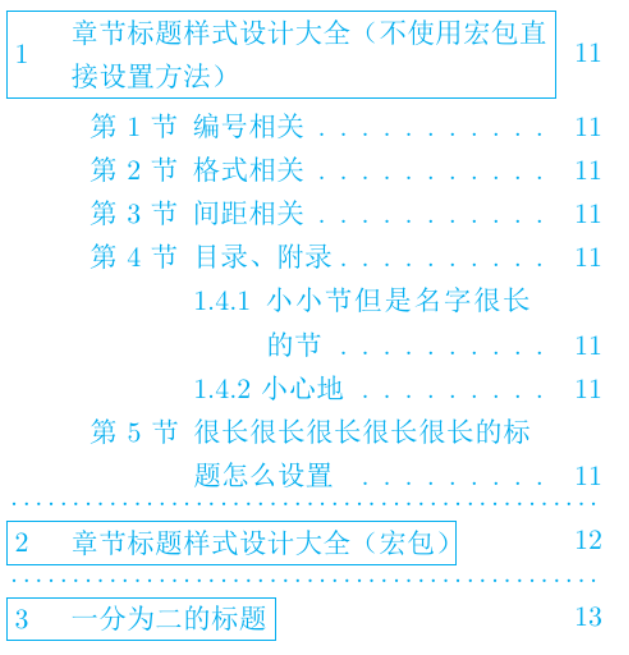 1 章节标题样式设计大全（不使用宏包直 11
接设置方法）
第 1 节 编号相关 . . . . . . . . . . . 11
第 2 节 格式相关 . . . . . . . . . . . 11
第 3 节 间距相关 . . . . . . . . . . . 11
第 4 节 目录、附录 . . . . . . . . . . 11
1.4.1 小小节但是名字很长
的节 . . . . . . . . . . 11
1.4.2 小心地 . . . . . . . . . 11
第 5 节 很长很长很长很长很长的标
题怎么设置 . . . . . . . . . 11
2 章节标题样式设计大全（宏包） 12
3 一分为二的标题 13